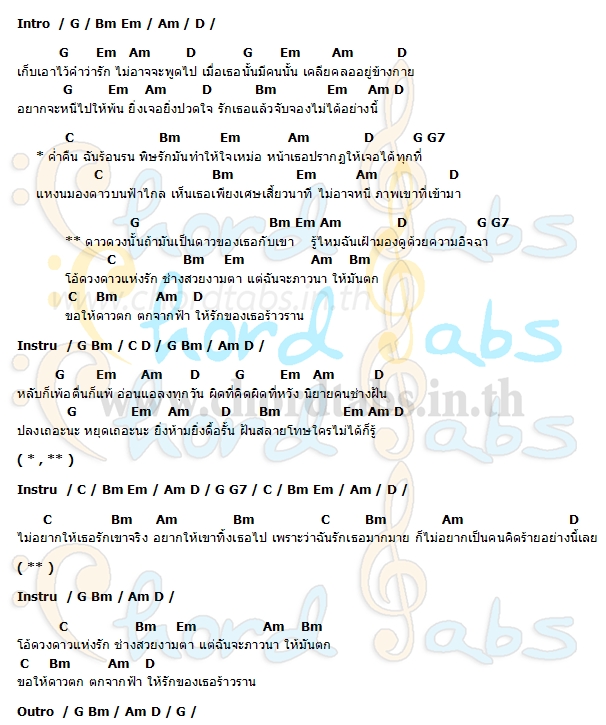 Intro / G / Bm Em / Am / D /
G Em Am D G Em Am D
เก็บเอาไว้คำว่ารัก ไม่อาจจะพูดไป เมื่อเธอนั้นมีคนนั้น เคลียคลออยู่ข้างกาย
G Em Am D Bm Em Am D
อยากจะหนีไปให้พ้น ยิ่งเจอยิ่งปวดใจ รักเธอแล้วจับจองไม่ได้อย่างนี้
C Bm Em Am D G G7
* ค่ำคืน ฉันร้อนรน พิษรักมันทำให้ใจเหม่อ หน้าเธอปรากฏให้เจอได้ทุกที่
C Bm Em Am D
แหงนมองดาวบนฟ้าไกล เห็นเธอเพียงเศษเสี้ยวนาที ไม่อาจหนี ภาพเขาที่เข้ามา
G Bm Em Am D G G7
** ดาวดวงนั้นถ้ามันเป็นดาวของเธอกับเขา รู้ไหมฉันเฝ้ามองดูด้วยความอิจฉา
C Bm Em Am Bm
โอ้ดวงดาวแห่งรัก ช่างสวยงามตา แต่ฉันจะภาวนา ให้มันตก
C Bm Am D
ขอให้ดาวตก ตกจากฟ้า ให้รักของเธอร้าวราน
Instru / G Bm / C D / G Bm / Am D /
G Em Am D G Em Am D
หลับก็เพ้อตื่นก็แพ้ อ่อนแอลงทุกวัน ผิดที่คิดผิดที่หวัง นิยายคนช่างฝัน
G Em Am D Bm Em Am D
ปลงเถอะนะ หยุดเถอะนะ ยิ่งห้ามยิ่งดื้อรั้น ฝันสลายโทษใครไม่ได้ก็รู้
( * , ** )
Instru / C / Bm Em / Am D / G G7 / C / Bm Em / Am / D /
C Bm Am Bm C Bm Am D
ไม่อยากให้เธอรักเขาจริง อยากให้เขาทิ้งเธอไป เพราะว่าฉันรักเธอมากมาย ก็ไม่อยากเป็นคนคิดร้ายอย่างนี้เลย
( ** )
Instru / G Bm / Am D /
C Bm Em Am Bm
โอ้ดวงดาวแห่งรัก ช่างสวยงามตา แต่ฉันจะภาวนา ให้มันตก
C Bm Am D
ขอให้ดาวตก ตกจากฟ้า ให้รักของเธอร้าวราน
Outro / G Bm / Am D / G /
www.chordtabs.in.th